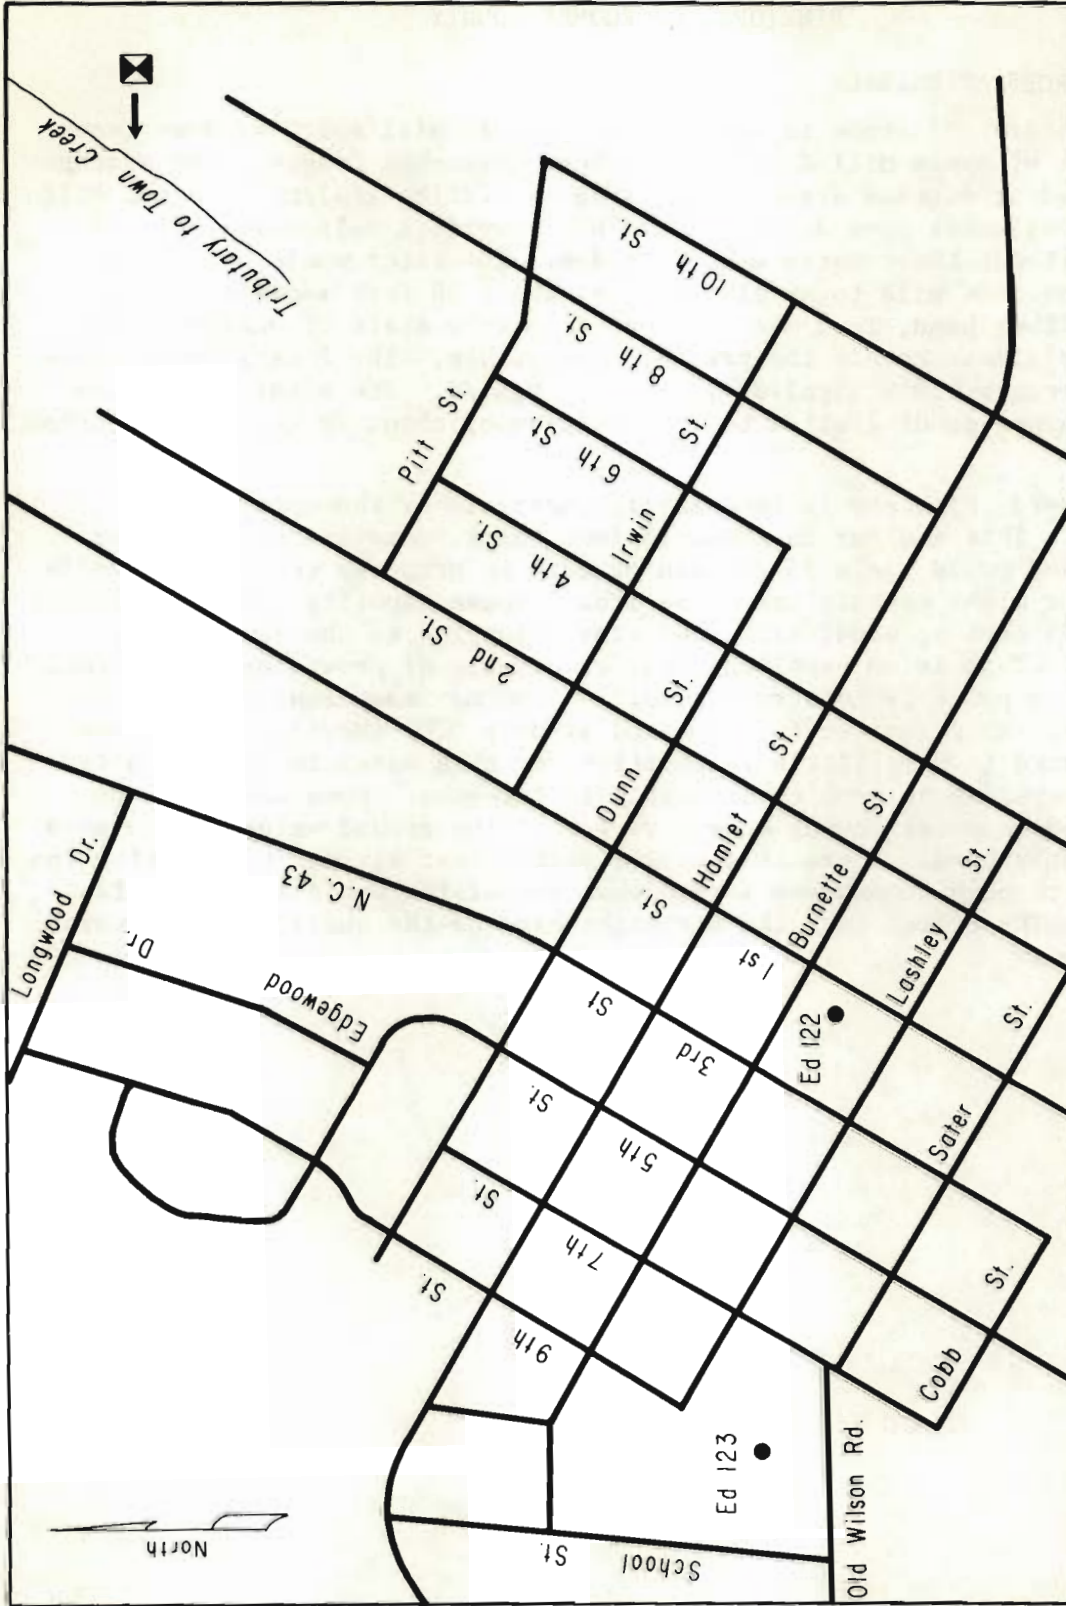 Tributary to Town Creek
10th St.
8th St.
6th St.
4th St.
2nd St.
Pitt St.
Irwin St.
Dunn St.
Hamlet St.
Burnette St.
Lashley St.
Sater St.
Cobb St.
1st St.
3rd St
5th St.
7th St.
9th St.
Longwood Dr.
Edgewood Dr.
N.C. 43
Ed 122
Ed 123
School St.
Old Wilson Rd.
North